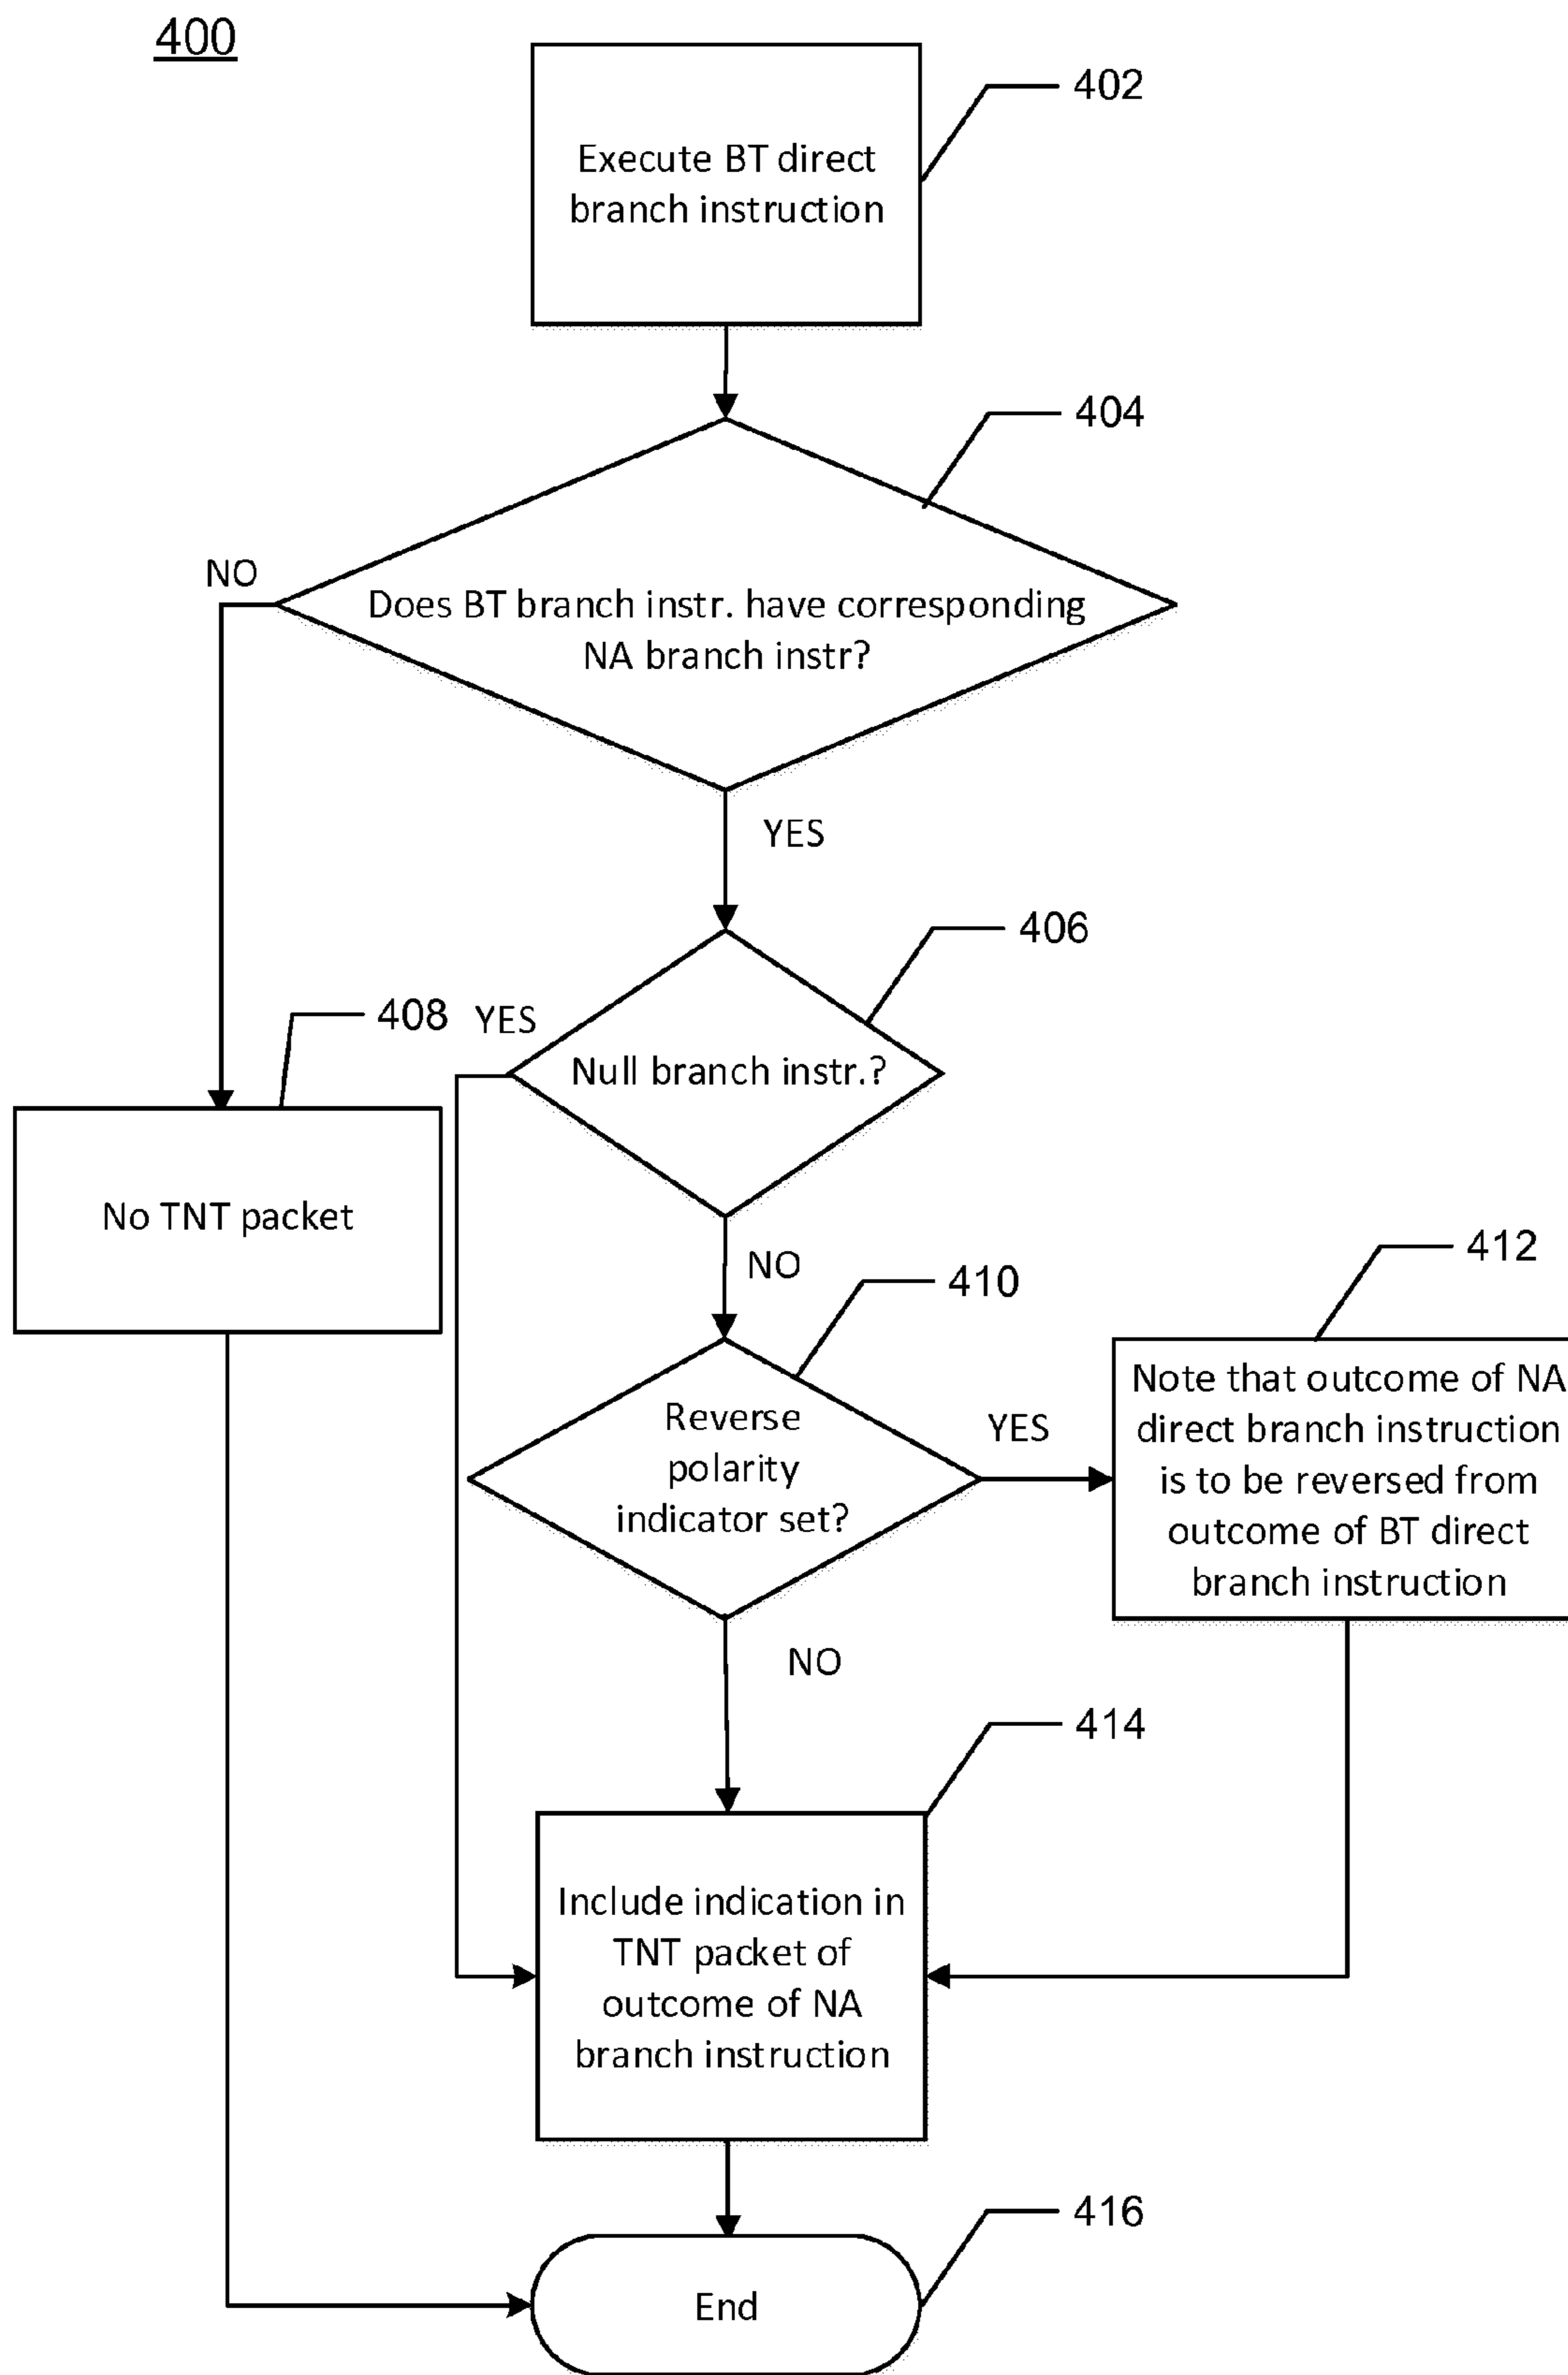 400
402
Execute BT direct
branch instruction
404
NO
Does BT branch instr. have corresponding
NA branch instr?
YES
406
408
YES
Null branch instr.?
No TNT packet
NO
410
412
Reverse
polarity
indicator set?
YES
Note that outcome of NA
direct branch instruction
is to be reversed from
outcome of BT direct
branch instruction
NO
414
Include indication in
TNT packet of
outcome of NA
branch instruction
416
End